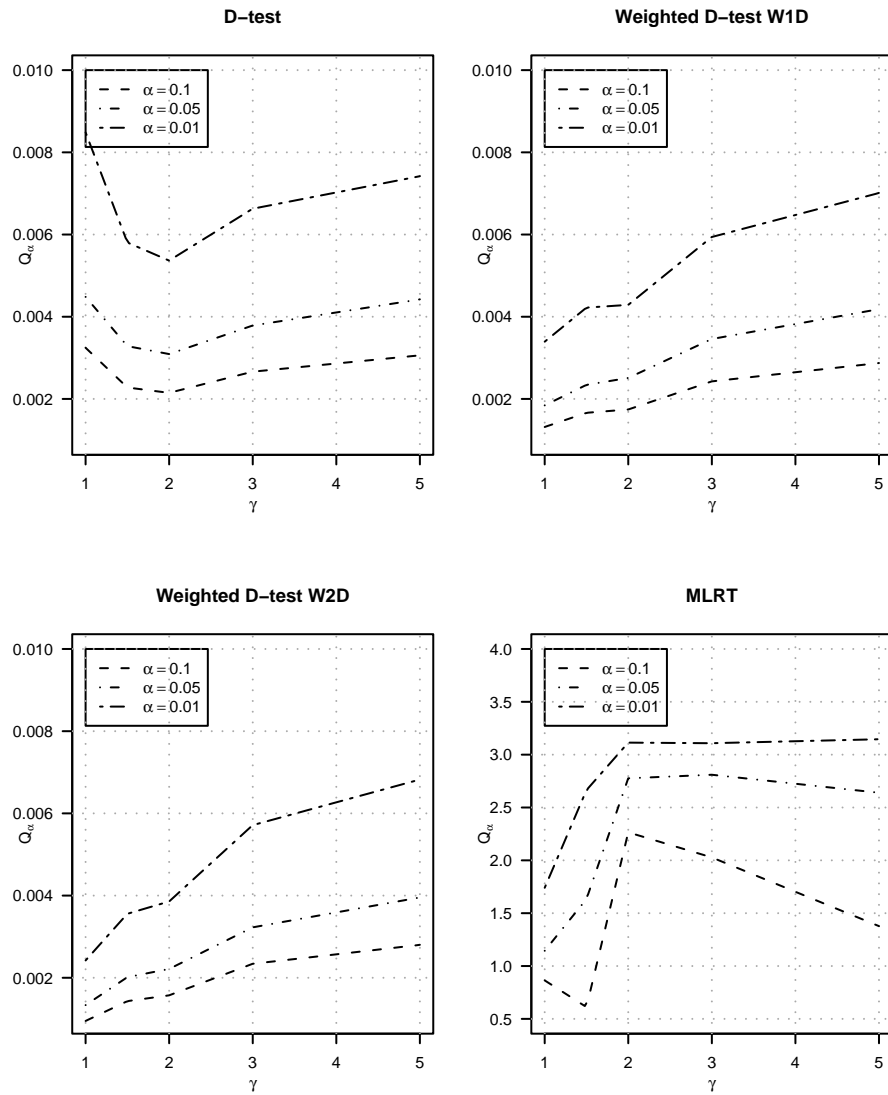 D−test
0.010
0.008
0.006
0.004
0.002
Qα
α = 0.1
α = 0.05
α = 0.01
1 2 3 4 5
γ
Weighted D−test W1D
0.010
0.008
0.006
0.004
0.002
Qα
α = 0.1
α = 0.05
α = 0.01
1 2 3 4 5
γ
Weighted D−test W2D
0.010
0.008
0.006
0.004
0.002
Qα
α = 0.1
α = 0.05
α = 0.01
1 2 3 4 5
γ
MLRT
4.0
3.5
3.0
2.5
2.0
1.5
1.0
0.5
Qα
α = 0.1
α = 0.05
α = 0.01
1 2 3 4 5
γ